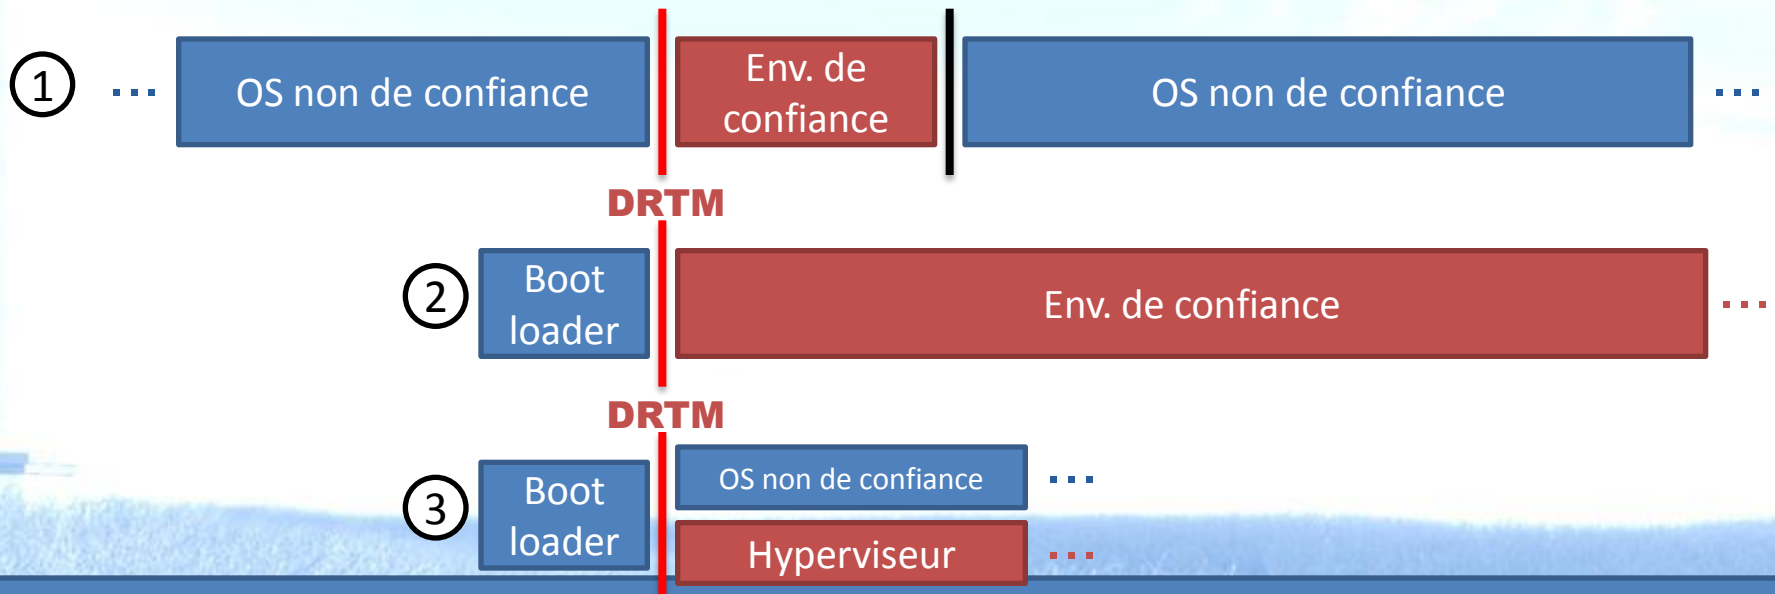 1
...
OS non de confiance
Env. de
confiance
OS non de confiance
...
DRTM
2
Boot
loader
Env. de confiance
...
DRTM
3
Boot
loader
OS non de confiance
...
Hyperviseur
...